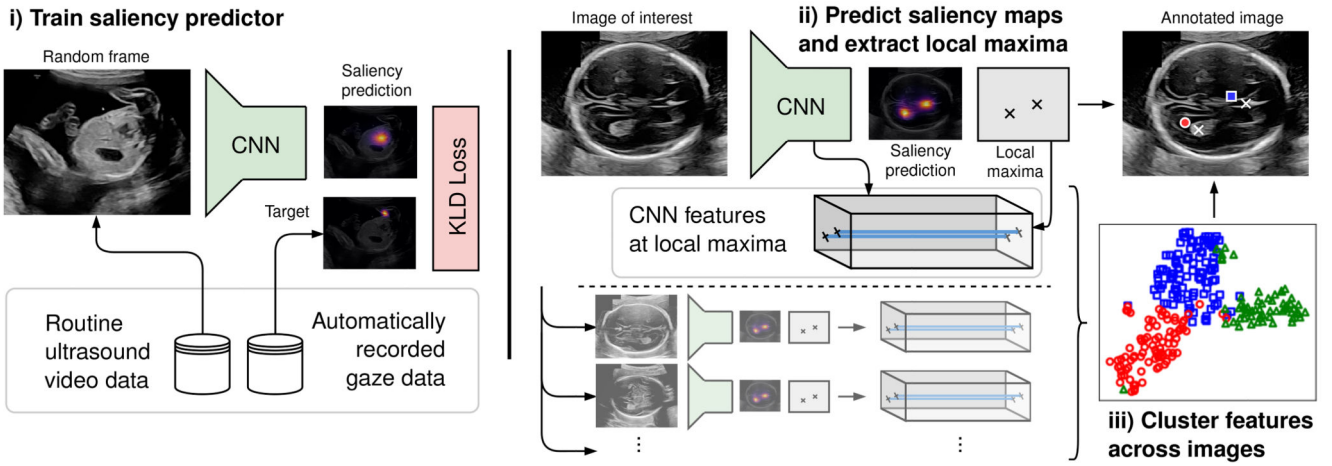 i) Train saliency predictor
Random frame
CNN
Saliency
prediction
Target
KLD Loss
Routine
ultrasound
video data
Automatically
recorded
gaze data
Image of interest
ii) Predict saliency maps
and extract local maxima
CNN
Saliency
prediction
Local
maxima
Annotated image
CNN features
at local maxima
iii) Cluster features
across images